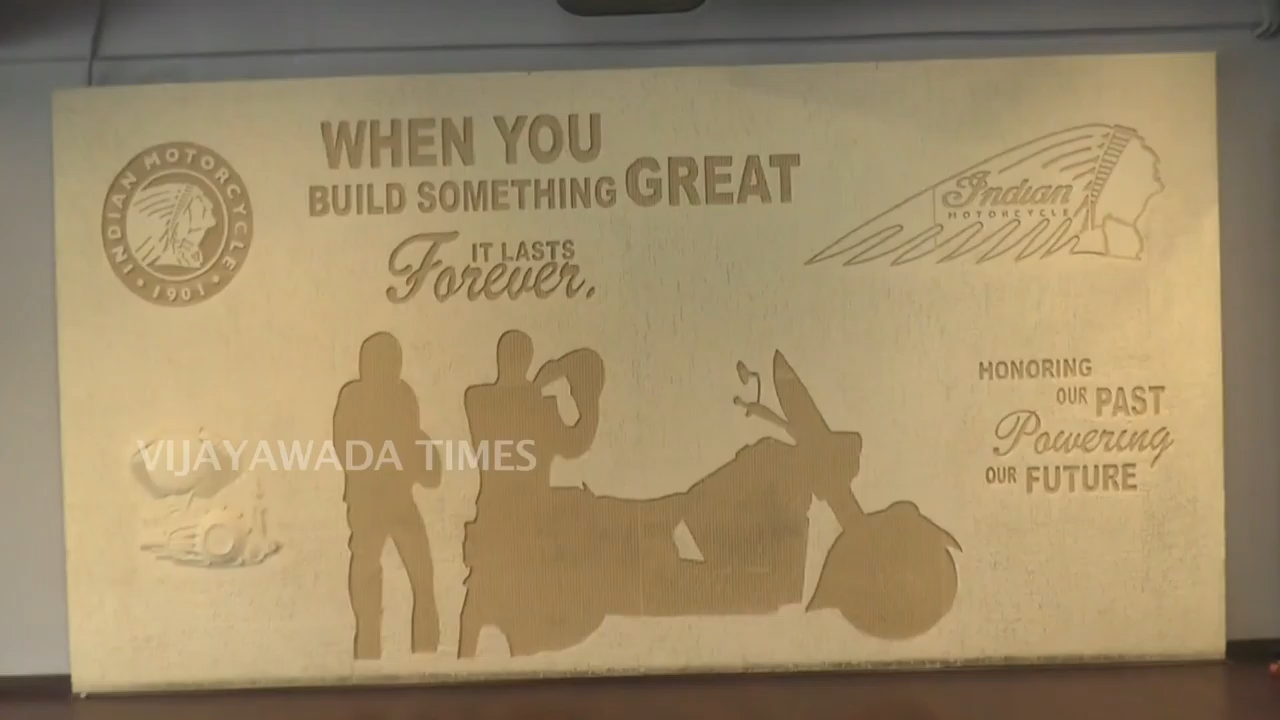 INDIAN MOTORCYCLE
• 1901 •
WHEN YOU
BUILD SOMETHING GREAT
IT LASTS
Forever.
Indian
MOTORCYCLE
HONORING
OUR PAST
Powering
OUR FUTURE
VIJAYAWADA TIMES